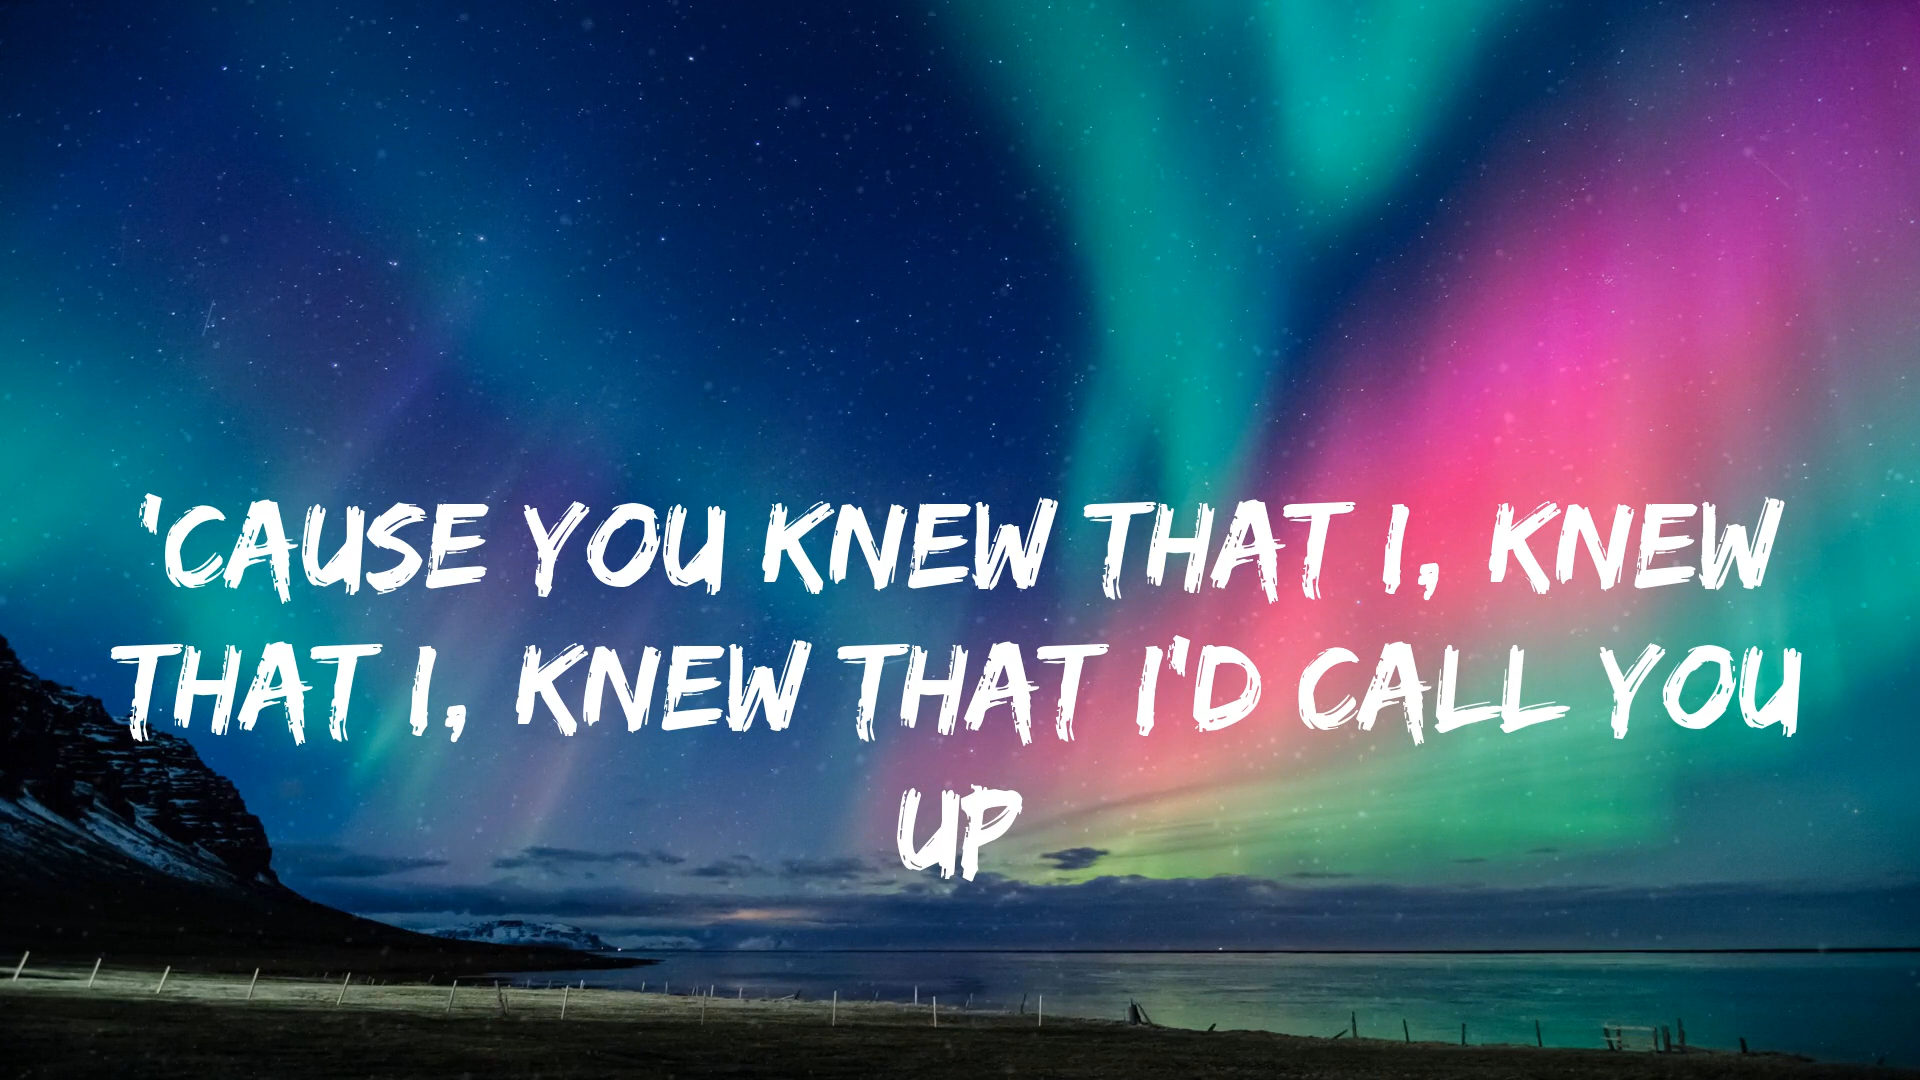 'CAUSE YOU KNEW THAT I, KNEW
THAT I, KNEW THAT I'D CALL YOU
UP